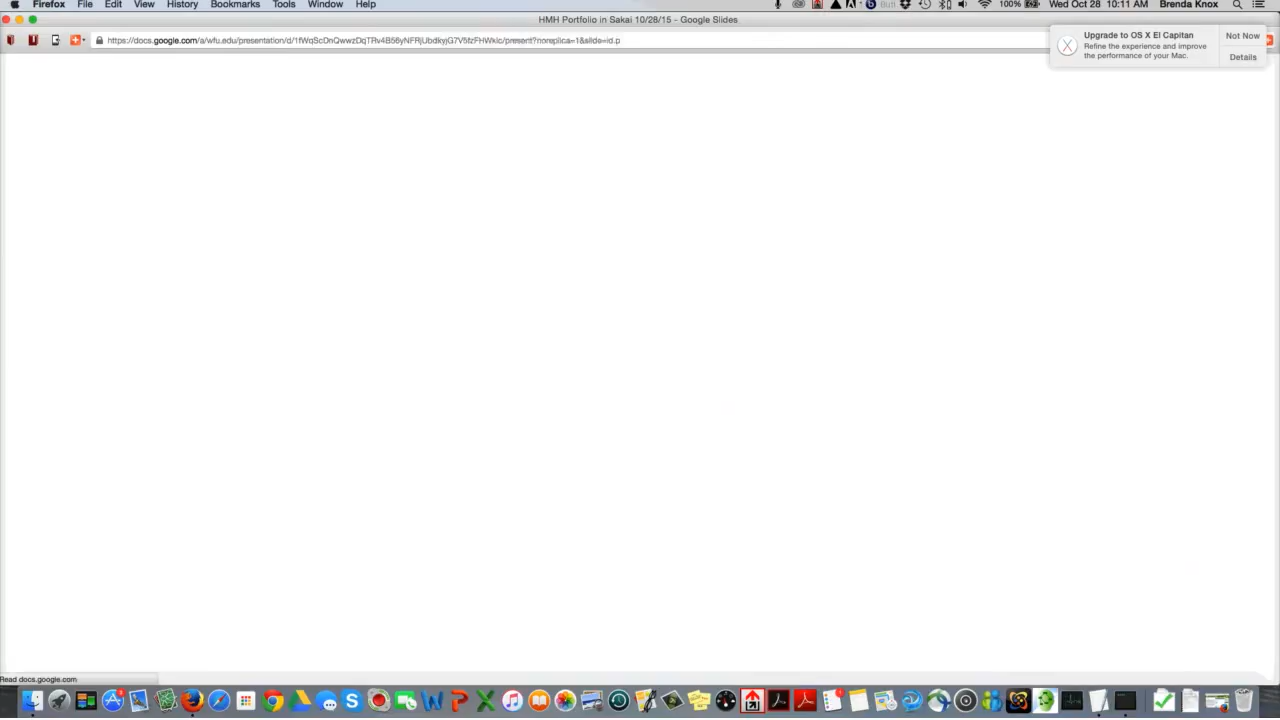 Firefox File Edit View History Bookmarks Tools Window Help 100% Wed Oct 28 10:11 AM Brenda Knox
HMH Portfolio in Sakai 10/28/15 - Google Slides
Upgrade to OS X El Capitan
Not Now
Refine the experience and improve
the performance of your Mac.
Details
Read docs.google.com